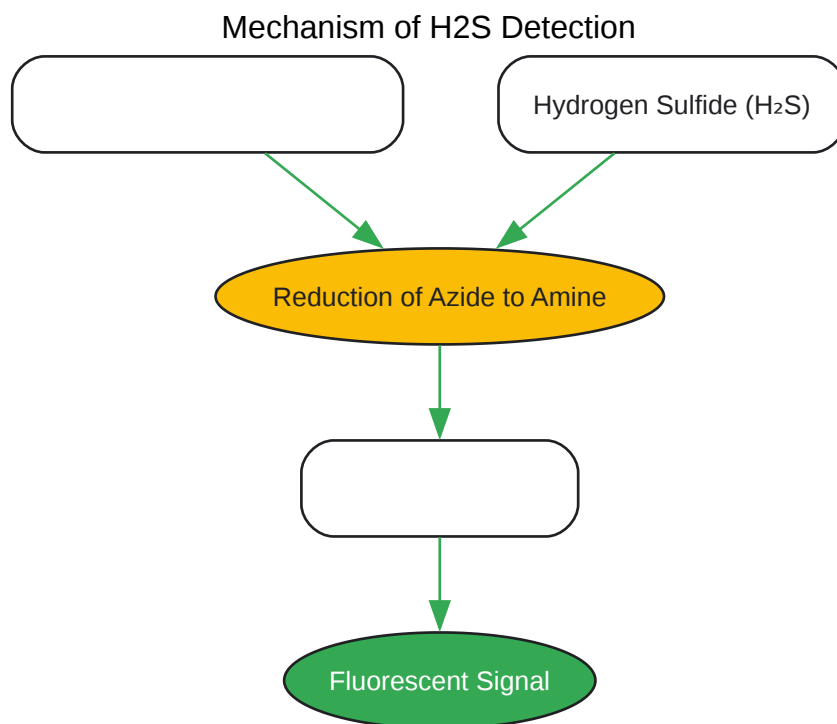 Mechanism of H2S Detection
Hydrogen Sulfide (H₂S)
Reduction of Azide to Amine
Fluorescent Signal